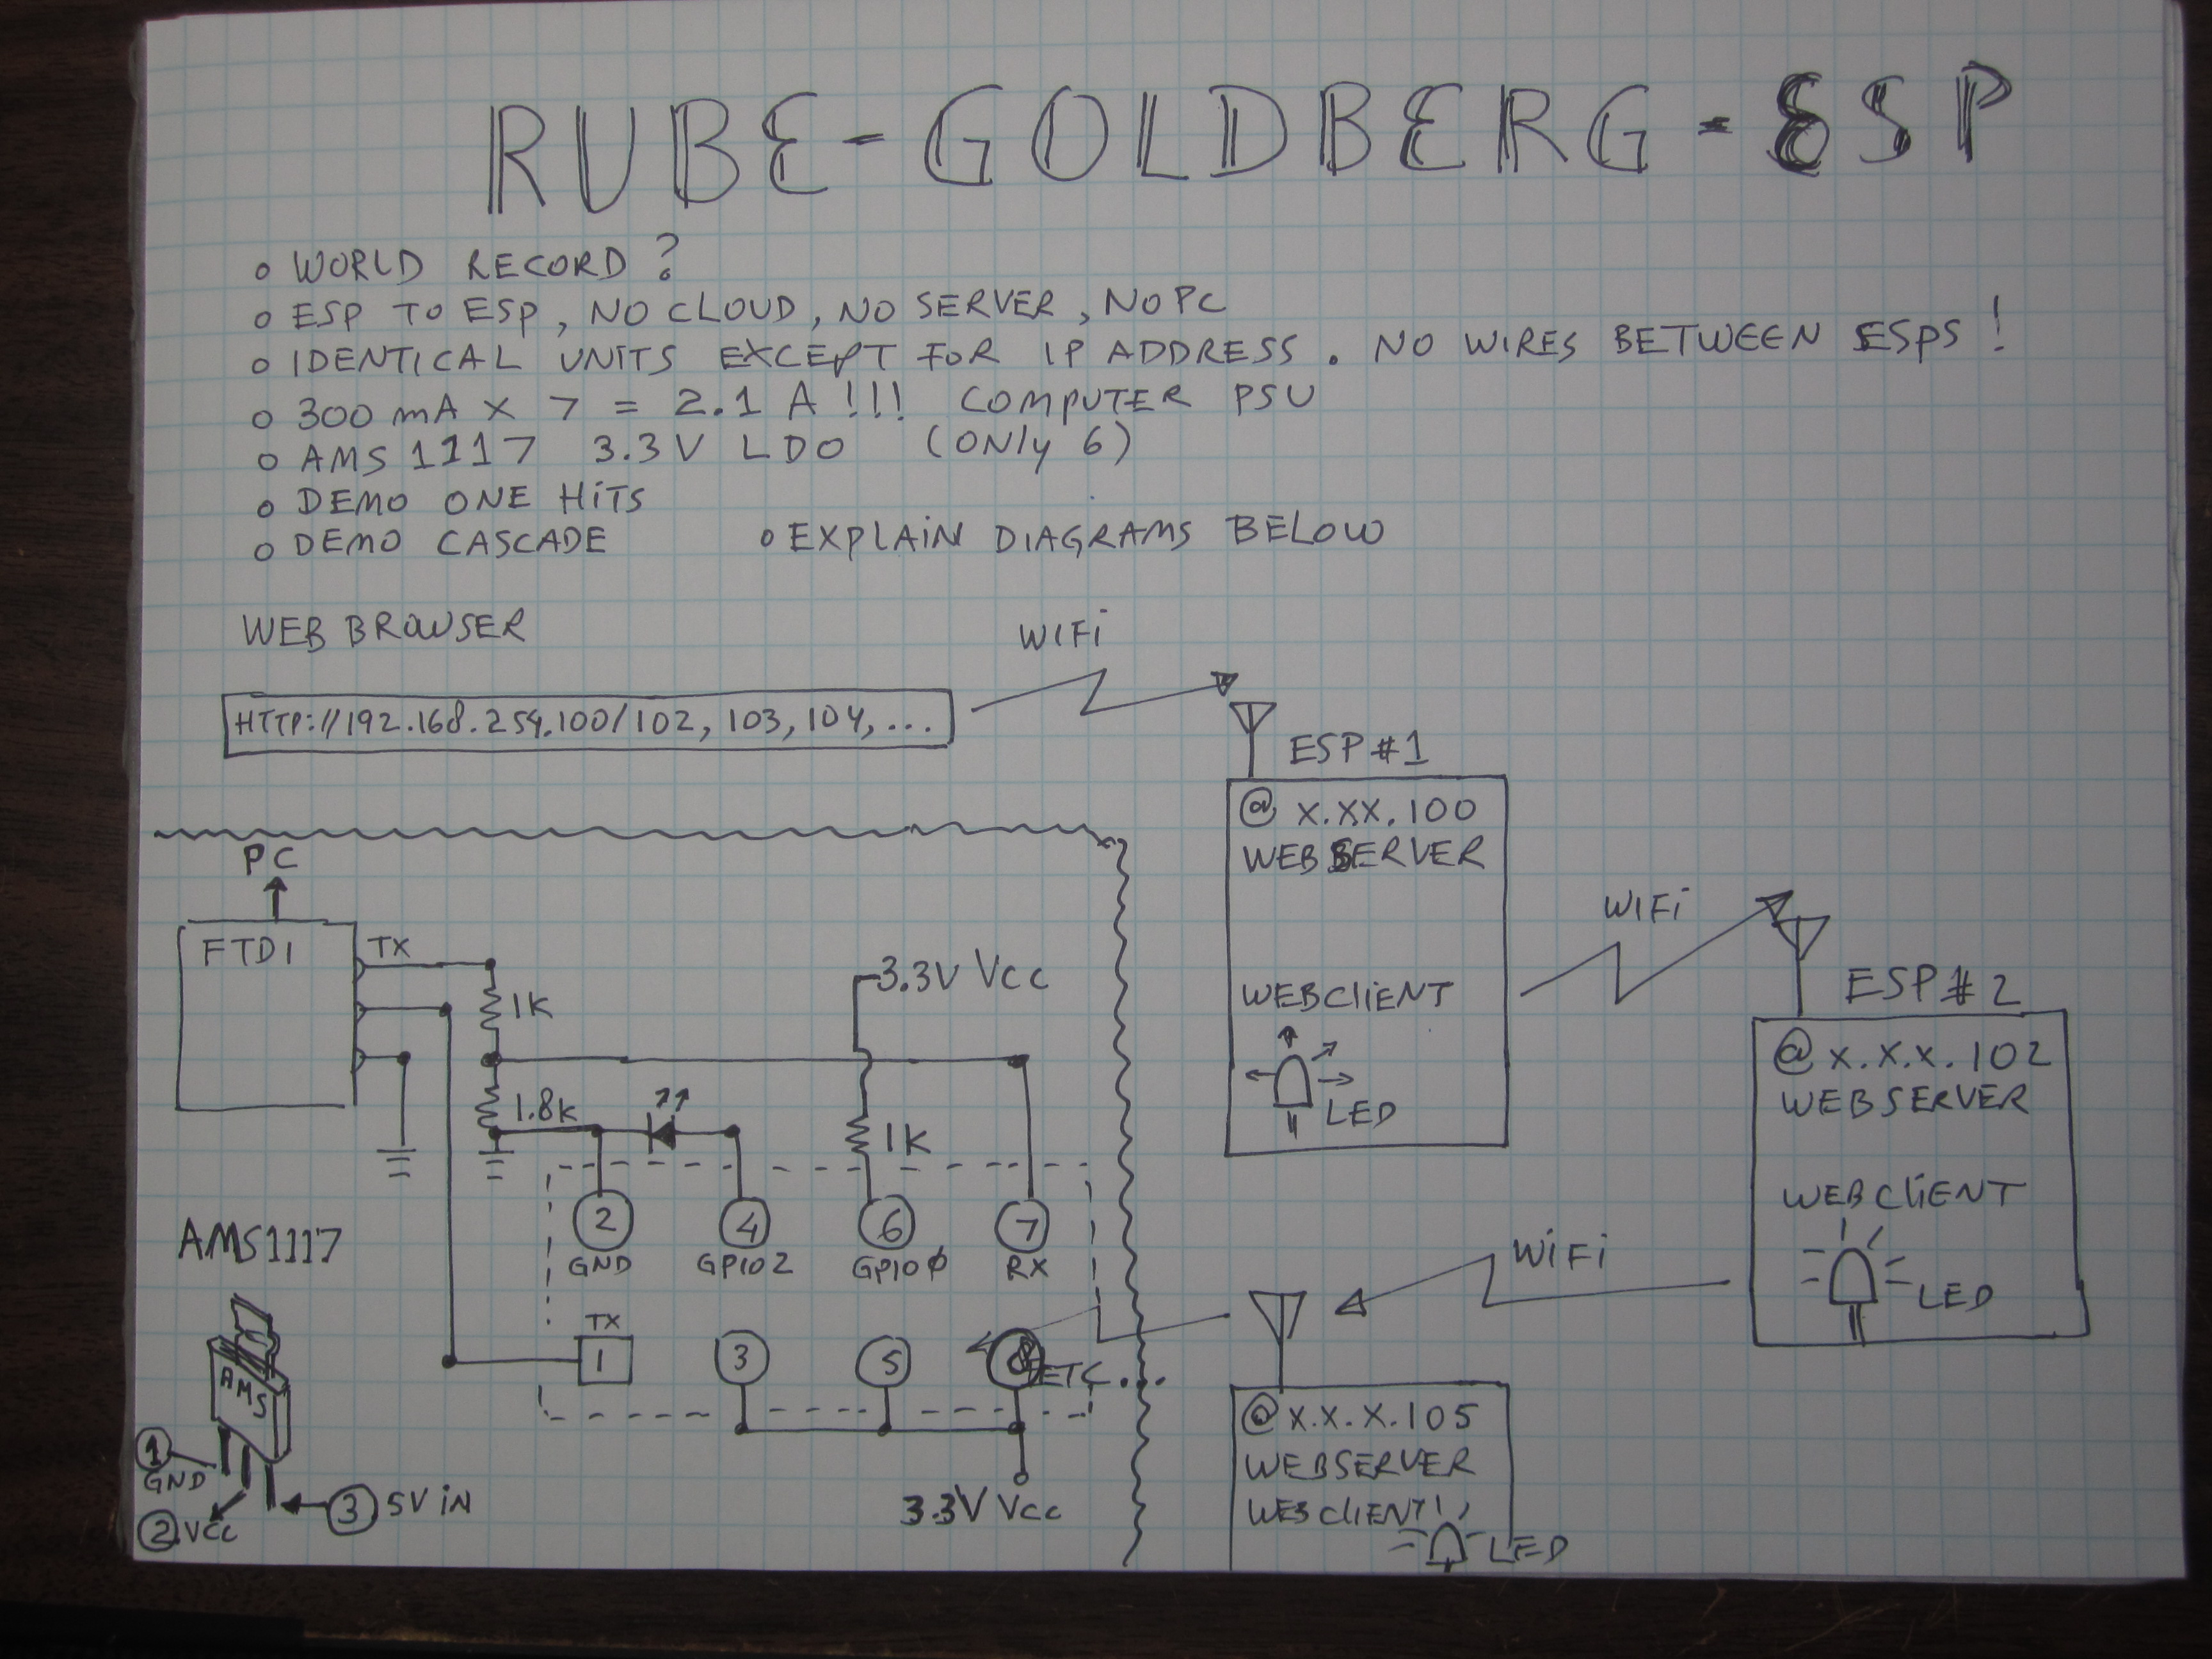 RUBE-GOLDBERG-ESP
o WORLD RECORD?
o ESP TO ESP, NO CLOUD, NO SERVER, NO PC
o IDENTICAL UNITS EXCEPT FOR IP ADDRESS. NO WIRES BETWEEN ESPS!
o 300 mA x 7 = 2.1 A!!! COMPUTER PSU
o AMS 1117 3.3V LDO (ONLY 6)
o DEMO ONE HITS
o DEMO CASCADE o EXPLAIN DIAGRAMS BELOW
WEB BROWSER
WIFI
HTTP://192.168.254.100/102, 103, 104, ...
ESP #1
@ x.xx.100
WEBSERVER
WEBCLIENT
LED
WIFI
ESP #2
@ x.x.x.102
WEBSERVER
WEBCLIENT
LED
WIFI
@ x.x.x.105
WEBSERVER
WEBCLIENT
LED
ETC...
PC
FTDI
TX
1K
1.8K
3.3V Vcc
1K
2
GND
4
GPIO2
6
GPIO0
7
RX
TX
1
3
5
3.3V Vcc
AMS1117
AMS
1
GND
2 VCC
3 5V IN